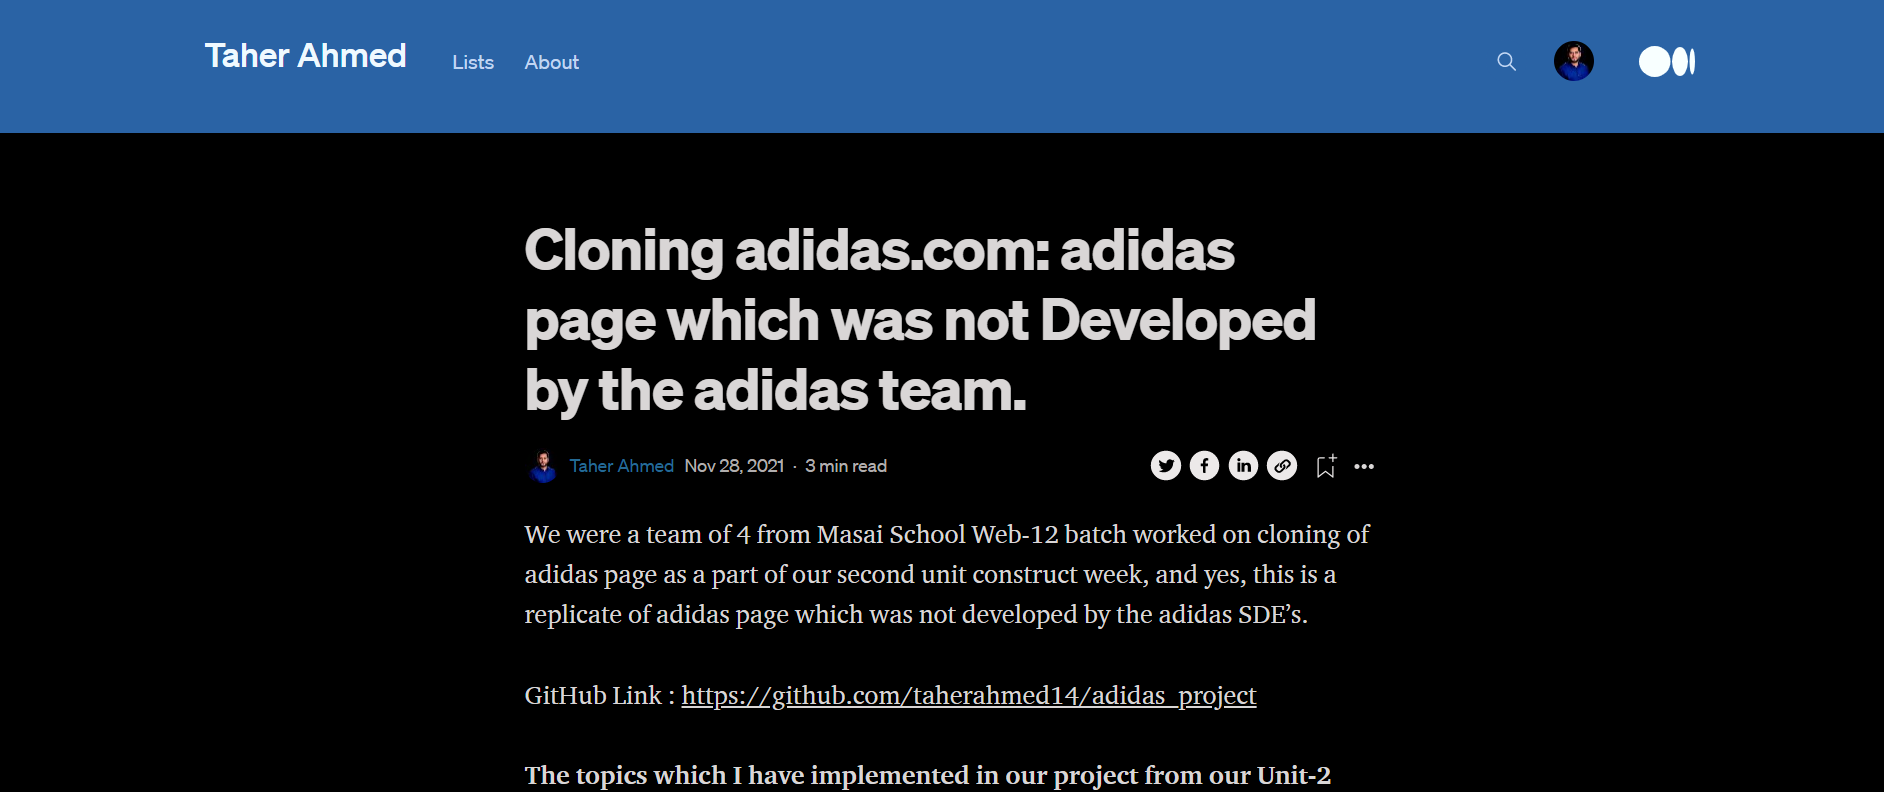 Taher Ahmed
Lists About
Cloning adidas.com: adidas
page which was not Developed
by the adidas team.
Taher Ahmed Nov 28, 2021 · 3 min read
We were a team of 4 from Masai School Web-12 batch worked on cloning of
adidas page as a part of our second unit construct week, and yes, this is a
replicate of adidas page which was not developed by the adidas SDE’s.
GitHub Link : https://github.com/taherahmed14/adidas_project
The topics which I have implemented in our project from our Unit-2